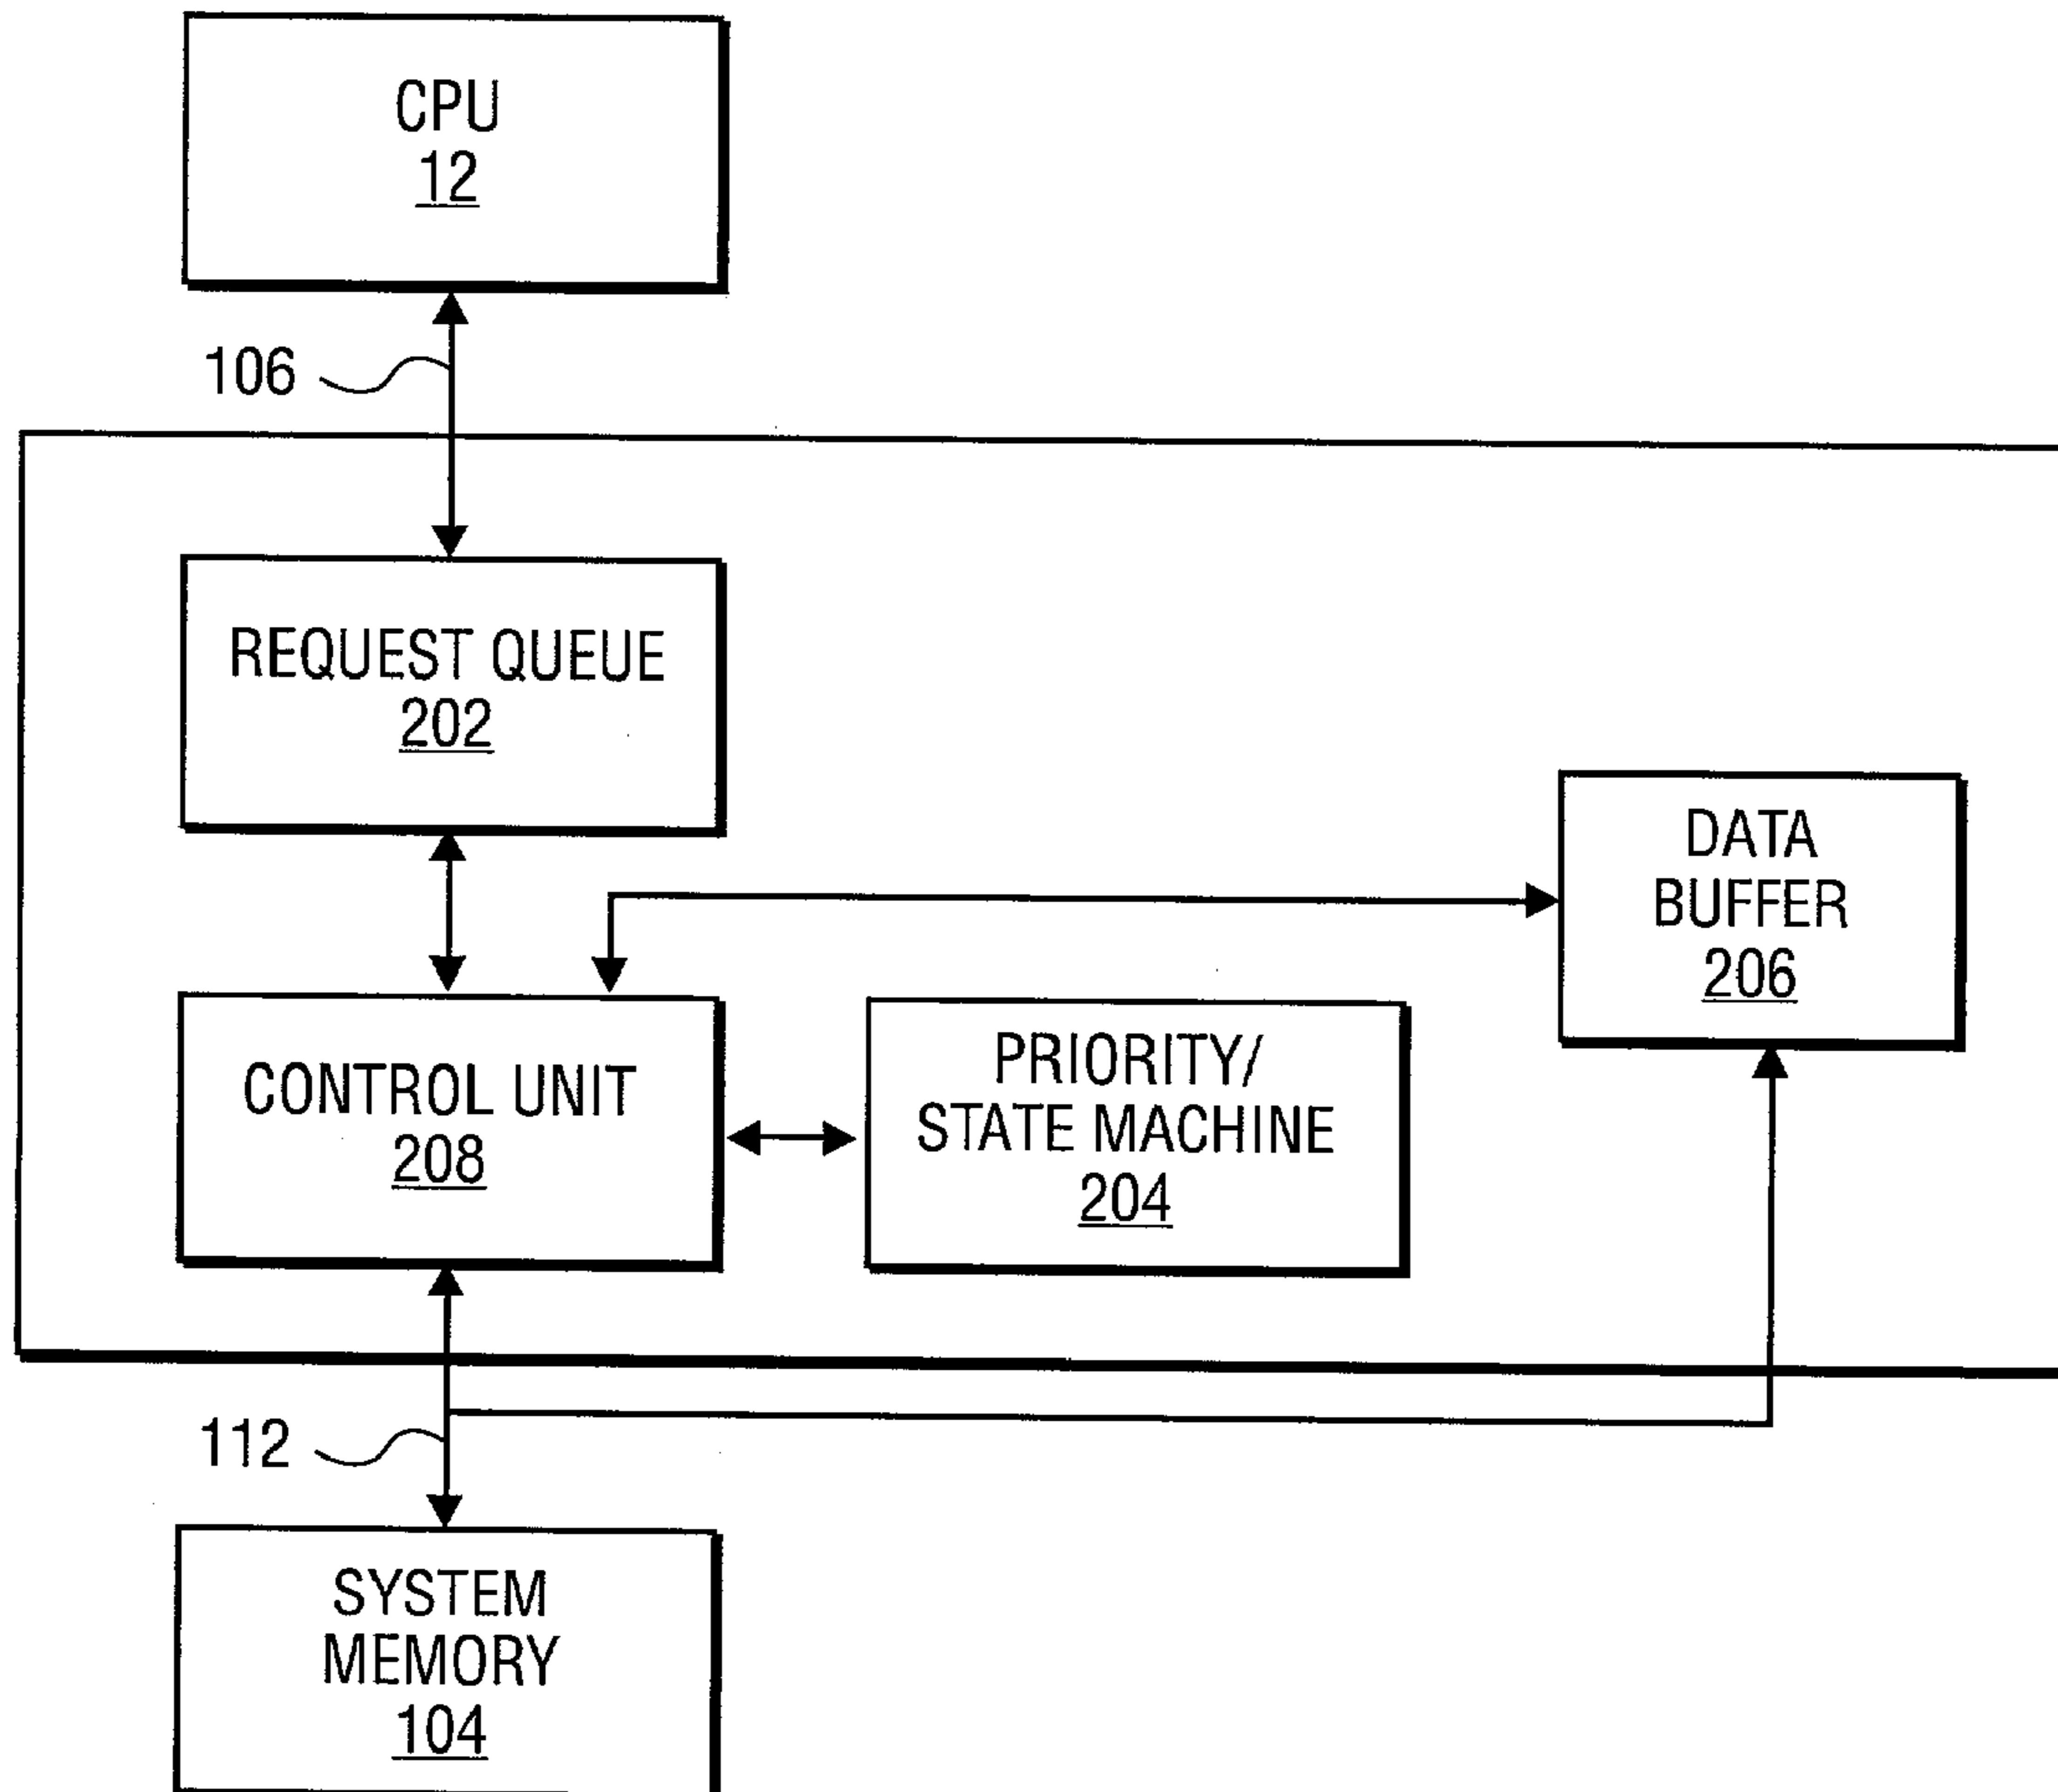 CPU
12
106
REQUEST QUEUE
202
DATA
BUFFER
206
CONTROL UNIT
208
PRIORITY/
STATE MACHINE
204
112
SYSTEM
MEMORY
104